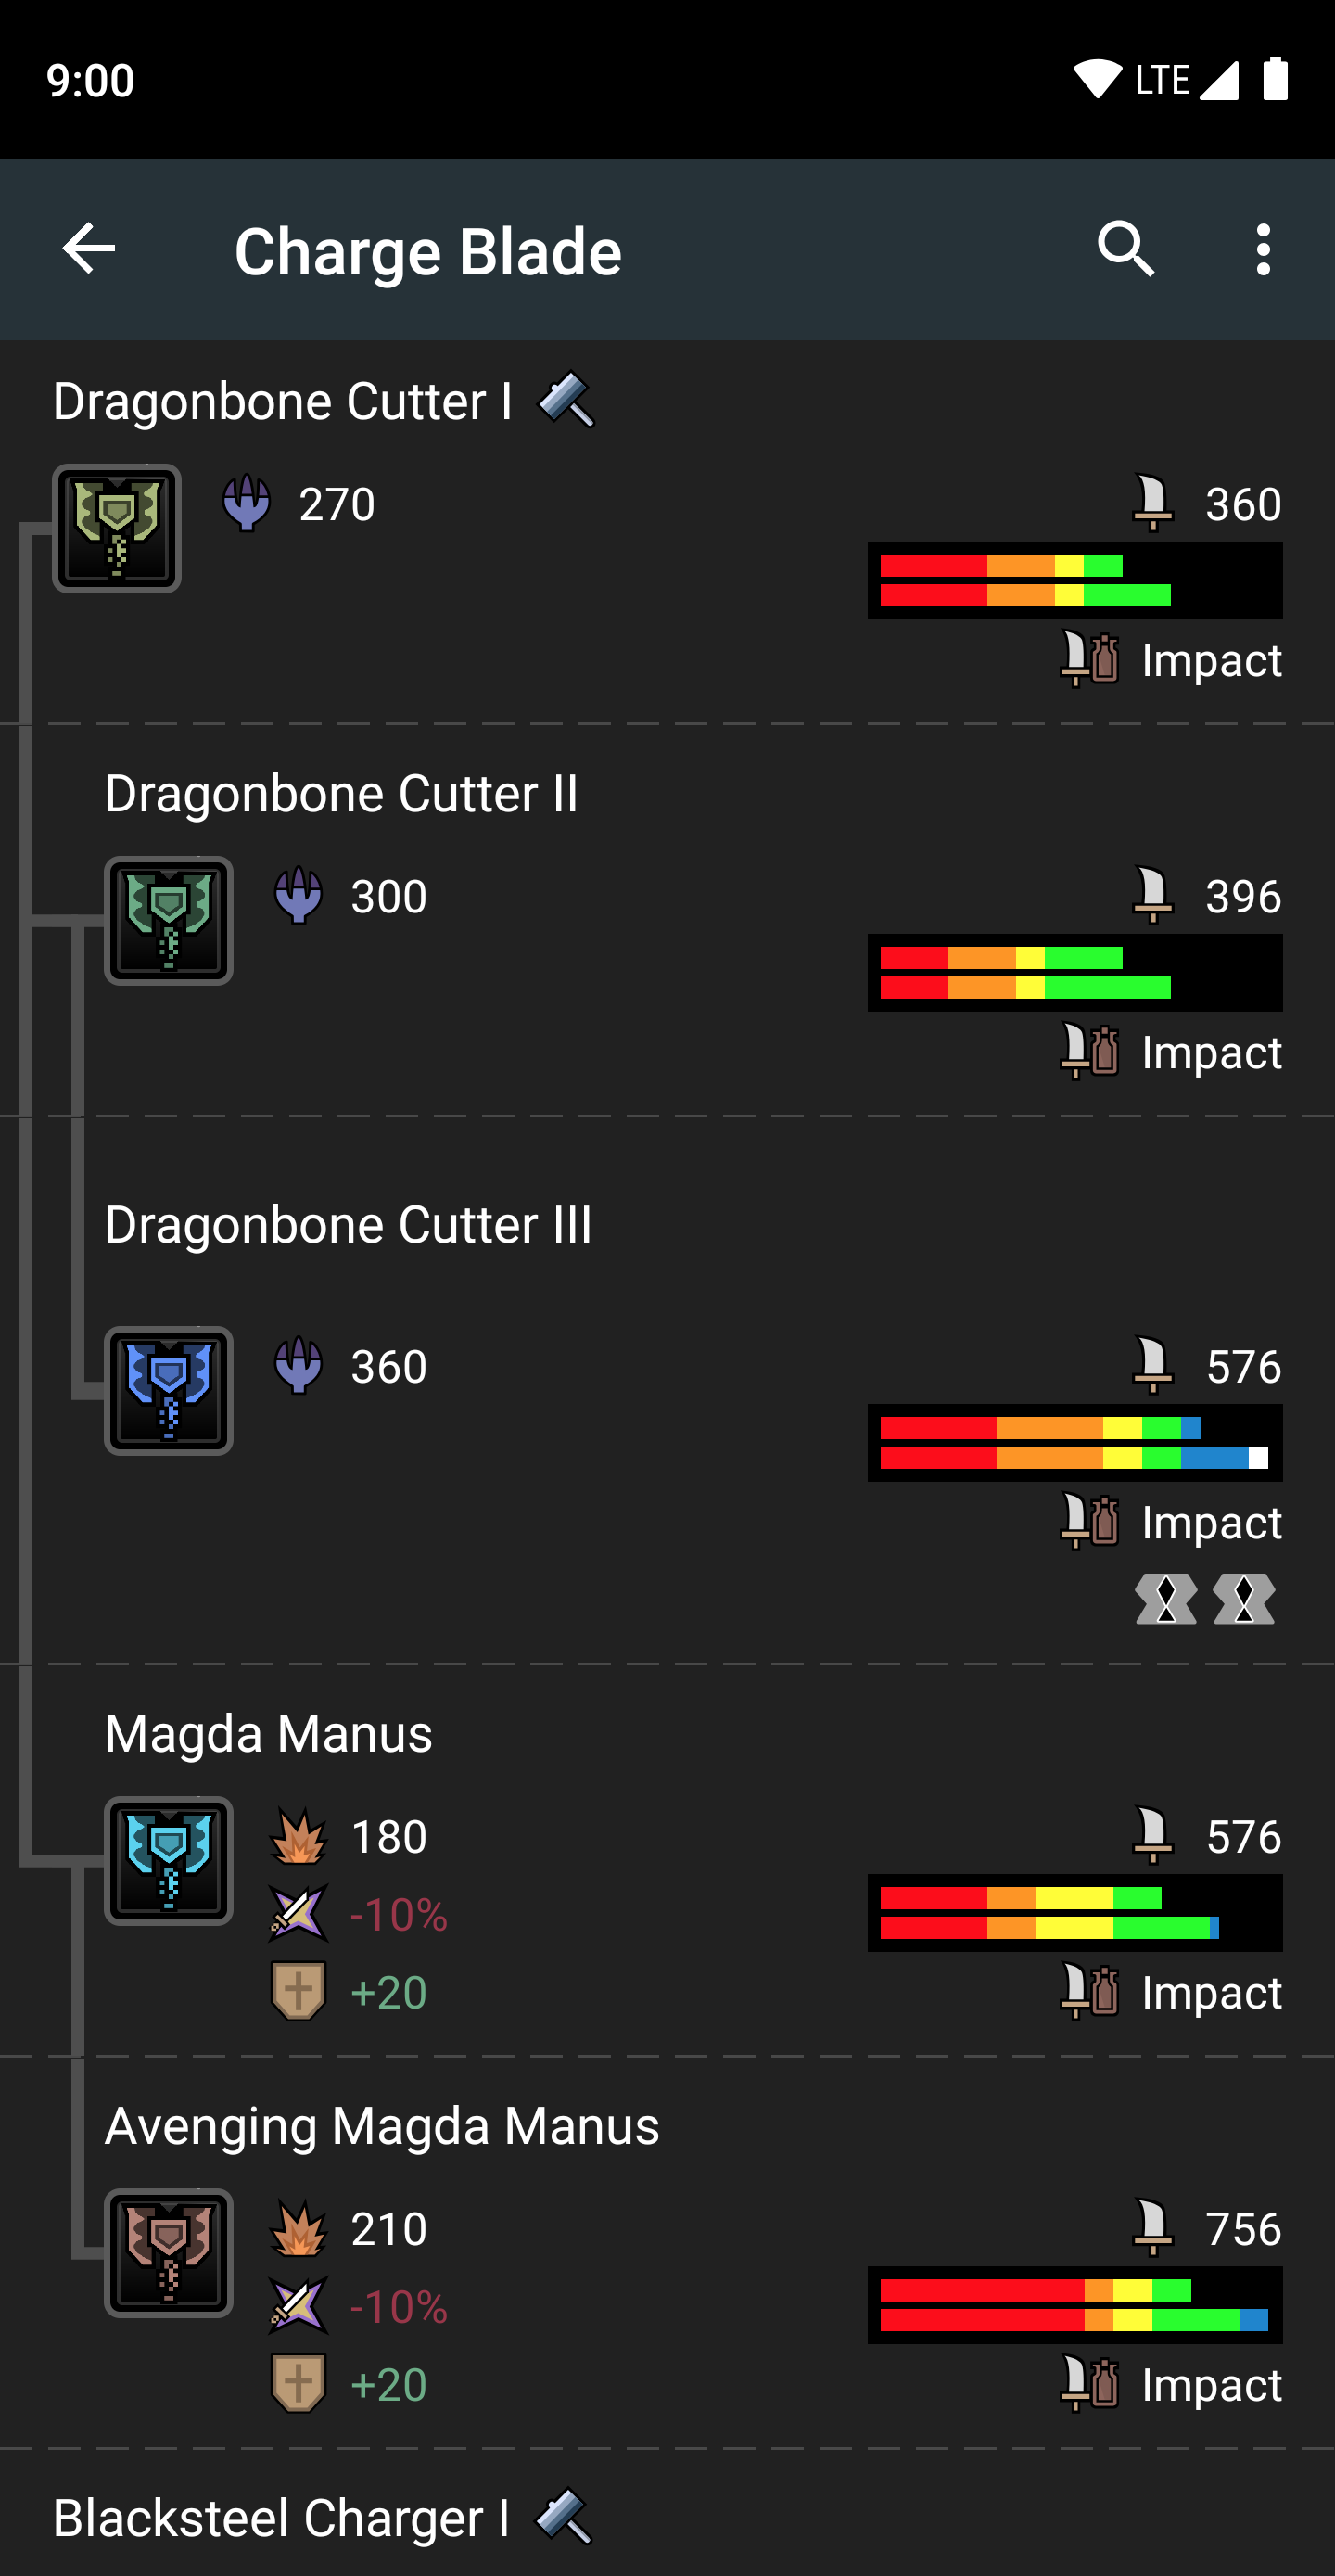 9:00 LTE
Charge Blade
Dragonbone Cutter I
270 360
Impact
Dragonbone Cutter II
300 396
Impact
Dragonbone Cutter III
360 576
Impact
Magda Manus
180 576
-10%
+20 Impact
Avenging Magda Manus
210 756
-10%
+20 Impact
Blacksteel Charger I